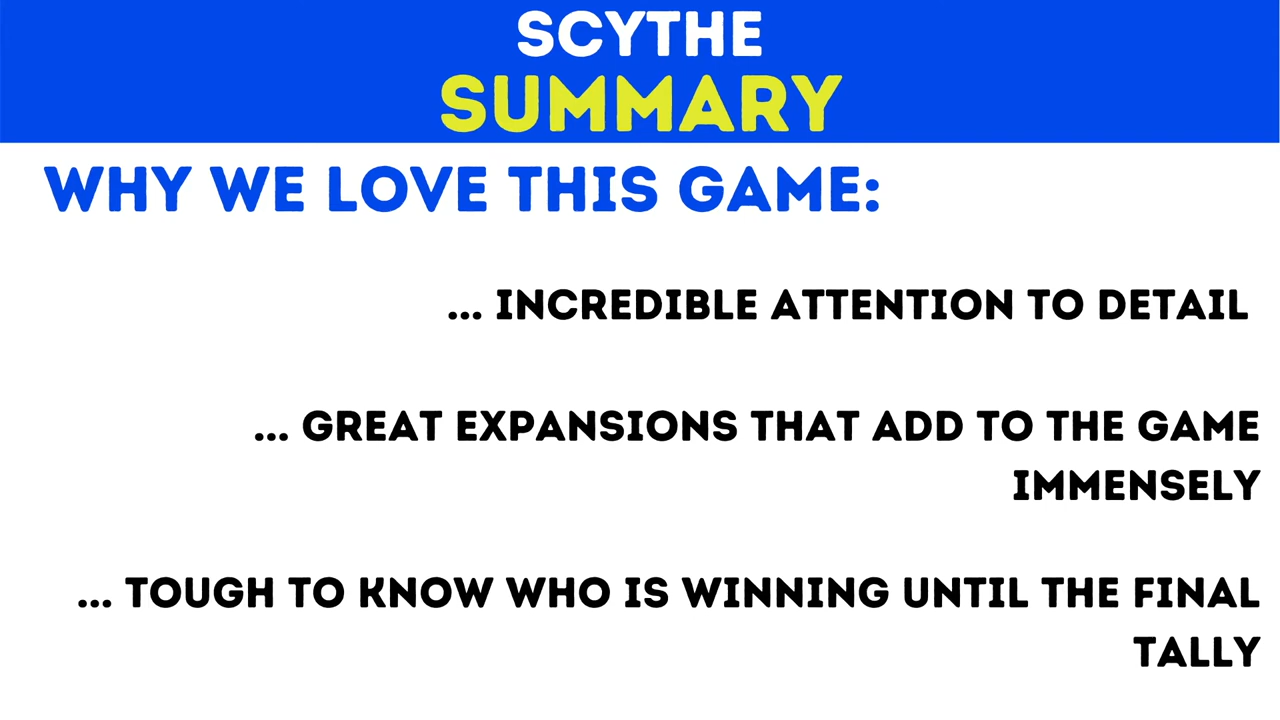 SCYTHE
SUMMARY
WHY WE LOVE THIS GAME:
... INCREDIBLE ATTENTION TO DETAIL
... GREAT EXPANSIONS THAT ADD TO THE GAME
IMMENSELY
... TOUGH TO KNOW WHO IS WINNING UNTIL THE FINAL
TALLY